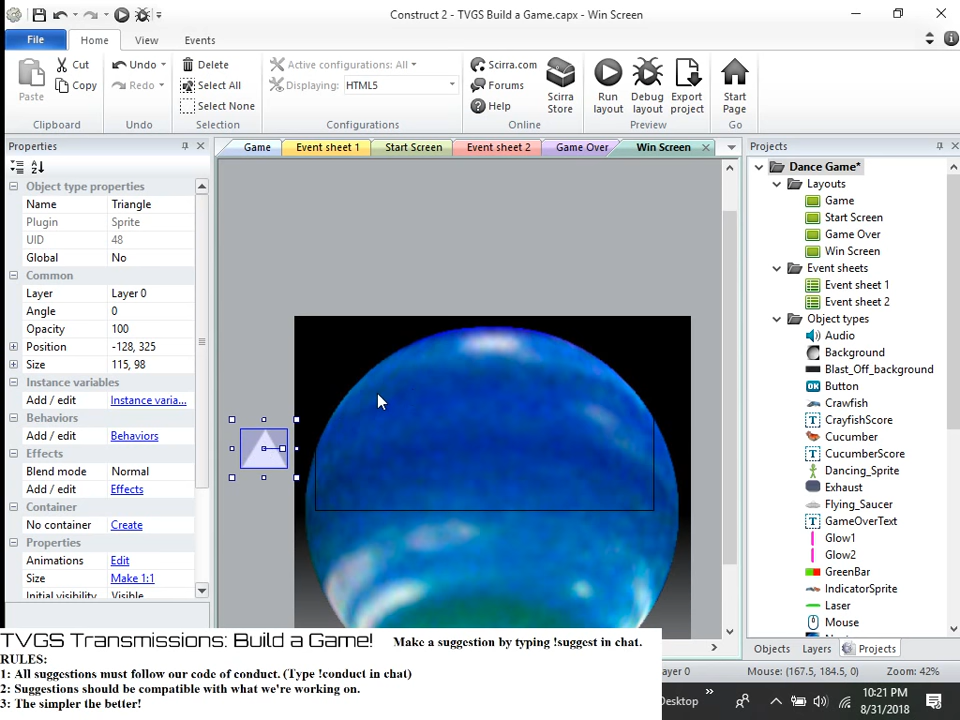 Construct 2 - TVGS Build a Game.capx - Win Screen
File
Home
View
Events
Paste
Cut
Copy
Clipboard
Undo
Redo
Undo
Delete
Select All
Select None
Selection
Active configurations: All
Displaying: HTML5
Configurations
Scirra.com
Forums
Help
Scirra Store
Online
Run layout
Debug layout
Export project
Preview
Start Page
Go
Properties
Game
Event sheet 1
Start Screen
Event sheet 2
Game Over
Win Screen
Projects
Object type properties
Name Triangle
Plugin Sprite
UID 48
Global No
Common
Layer Layer 0
Angle 0
Opacity 100
Position -128, 325
Size 115, 98
Instance variables
Add / edit Instance varia...
Behaviors
Add / edit Behaviors
Effects
Blend mode Normal
Add / edit Effects
Container
No container Create
Properties
Animations Edit
Size Make 1:1
Initial visibility Visible
Dance Game*
Layouts
Game
Start Screen
Game Over
Win Screen
Event sheets
Event sheet 1
Event sheet 2
Object types
Audio
Background
Blast_Off_background
OK Button
Crawfish
T CrayfishScore
Cucumber
T CucumberScore
Dancing_Sprite
Exhaust
Flying_Saucer
T GameOverText
Glow1
Glow2
GreenBar
IndicatorSprite
Laser
Mouse
Objects
Layers
Projects
Mouse: (167.5, 184.5, 0)
Zoom: 42%
TVGS Transmissions: Build a Game!
Make a suggestion by typing !suggest in chat.
RULES:
1: All suggestions must follow our code of conduct. (Type !conduct in chat)
2: Suggestions should be compatible with what we're working on.
3: The simpler the better!
10:21 PM
8/31/2018